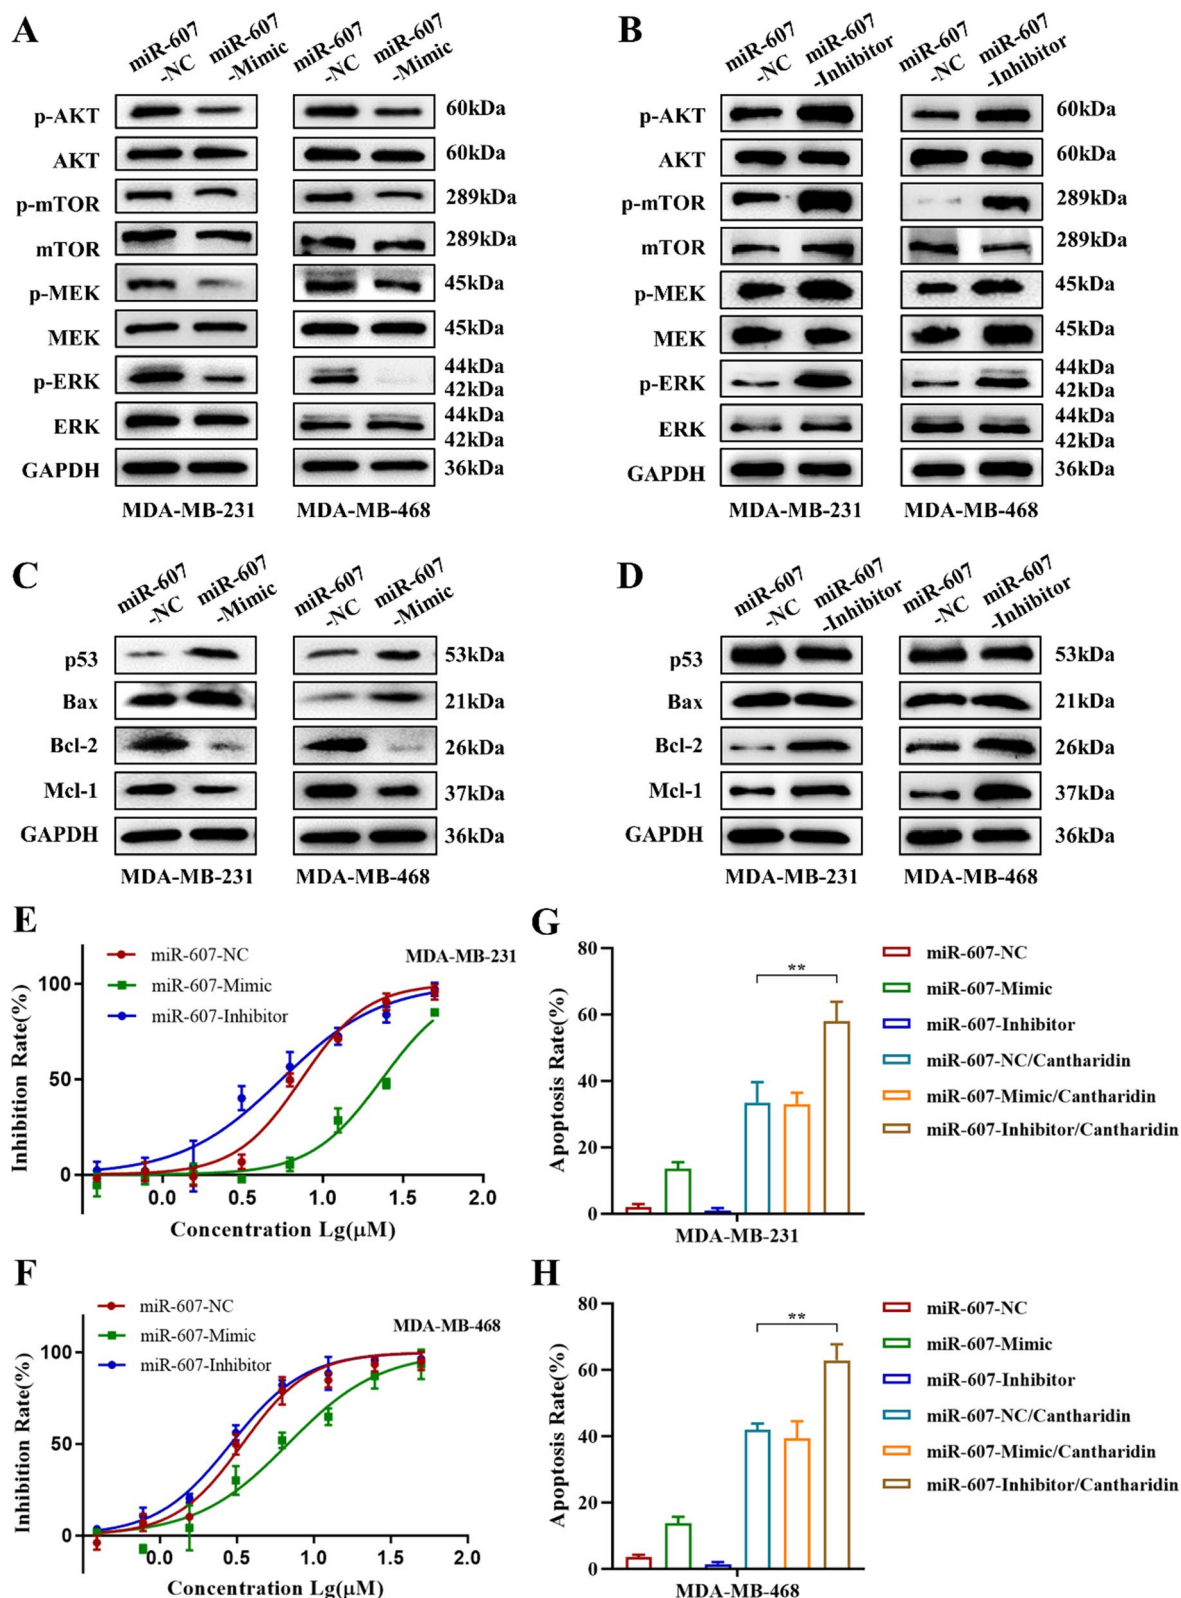 A
miR-607
-NC
miR-607
-Mimic
miR-607
-NC
miR-607
-Mimic
p-AKT
60kDa
AKT
60kDa
p-mTOR
289kDa
mTOR
289kDa
p-MEK
45kDa
MEK
45kDa
p-ERK
44kDa
42kDa
ERK
44kDa
42kDa
GAPDH
36kDa
MDA-MB-231
MDA-MB-468
B
miR-607
-NC
miR-607
-Inhibitor
miR-607
-NC
miR-607
-Inhibitor
p-AKT
60kDa
AKT
60kDa
p-mTOR
289kDa
mTOR
289kDa
p-MEK
45kDa
MEK
45kDa
p-ERK
44kDa
42kDa
ERK
44kDa
42kDa
GAPDH
36kDa
MDA-MB-231
MDA-MB-468
C
miR-607
-NC
miR-607
-Mimic
miR-607
-NC
miR-607
-Mimic
p53
53kDa
Bax
21kDa
Bcl-2
26kDa
Mcl-1
37kDa
GAPDH
36kDa
MDA-MB-231
MDA-MB-468
D
miR-607
-NC
miR-607
-Inhibitor
miR-607
-NC
miR-607
-Inhibitor
p53
53kDa
Bax
21kDa
Bcl-2
26kDa
Mcl-1
37kDa
GAPDH
36kDa
MDA-MB-231
MDA-MB-468
E
miR-607-NC
miR-607-Mimic
miR-607-Inhibitor
MDA-MB-231
Inhibition Rate(%)
100
50
0
0.0 0.5 1.0 1.5 2.0
Concentration Lg(μM)
G
Apoptosis Rate(%)
80
60
40
20
0
**
MDA-MB-231
miR-607-NC
miR-607-Mimic
miR-607-Inhibitor
miR-607-NC/Cantharidin
miR-607-Mimic/Cantharidin
miR-607-Inhibitor/Cantharidin
F
miR-607-NC
miR-607-Mimic
miR-607-Inhibitor
MDA-MB-468
Inhibition Rate(%)
100
50
0
0.0 0.5 1.0 1.5 2.0
Concentration Lg(μM)
H
Apoptosis Rate(%)
80
60
40
20
0
**
MDA-MB-468
miR-607-NC
miR-607-Mimic
miR-607-Inhibitor
miR-607-NC/Cantharidin
miR-607-Mimic/Cantharidin
miR-607-Inhibitor/Cantharidin